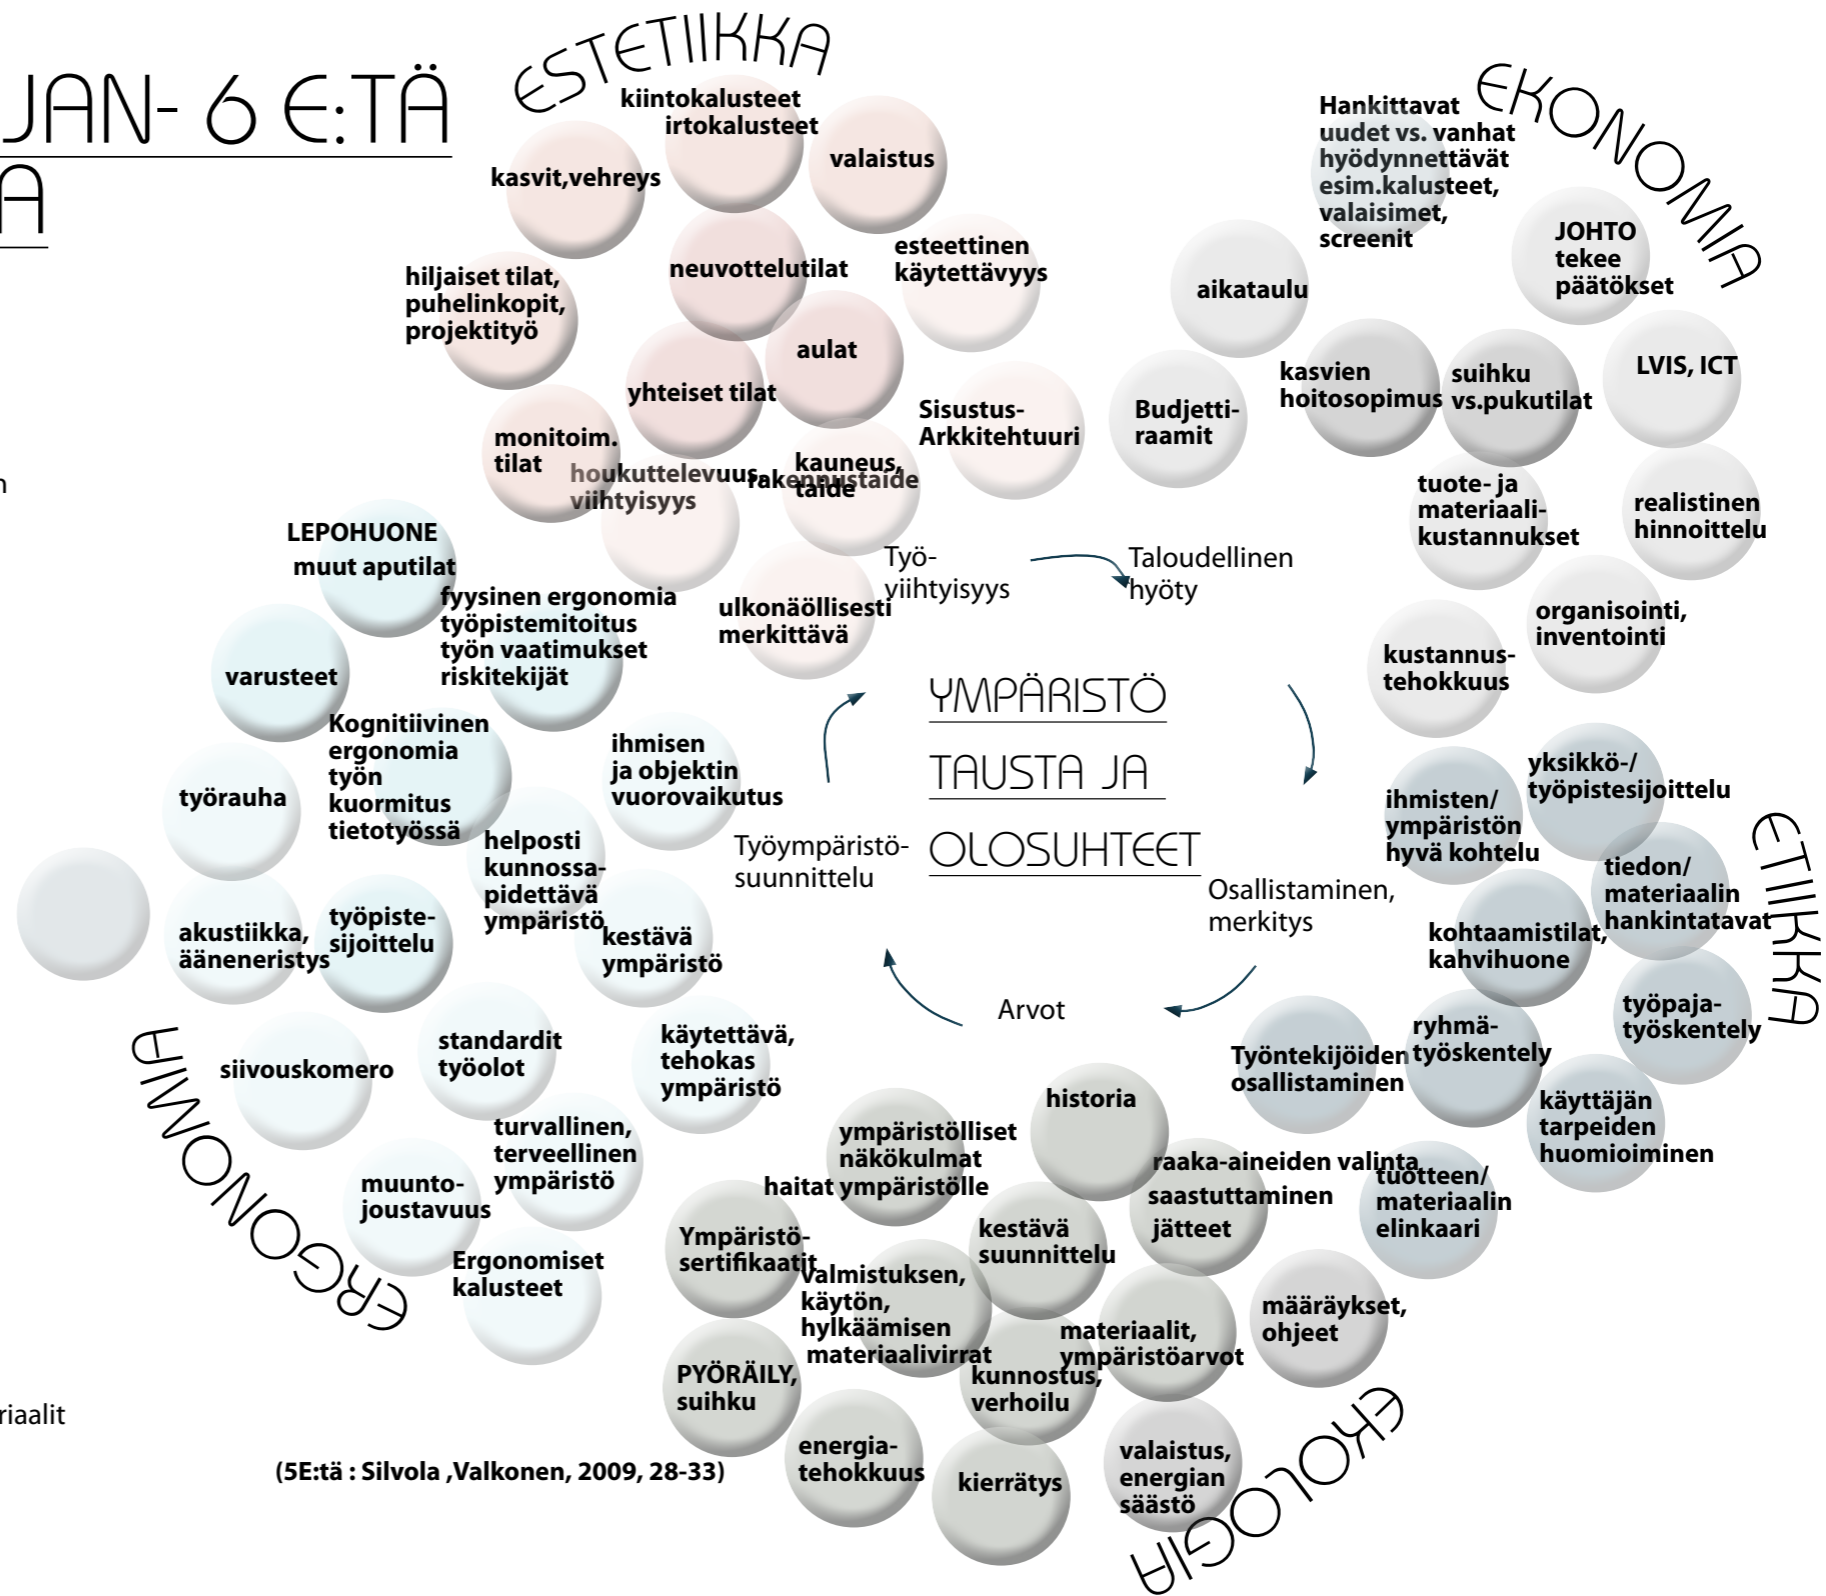 JAN- 6 E:TÄ
A
n
riaalit
ESTETIIKKA
kiintokalusteet
irtokalusteet
kasvit,vehreys
valaistus
neuvottelutilat
esteettinen
käytettävyys
hiljaiset tilat,
puhelinkopit,
projektityö
aulat
yhteiset tilat
Sisustus-
Arkkitehtuuri
monitoim.
tilat
houkuttelevuus,
viihtyisyys
rakennustaide
kauneus,
taide
ulkonäöllisesti
merkittävä
EKONOMIA
Hankittavat
uudet vs. vanhat
hyödynnettävät
esim.kalusteet,
valaisimet,
screenit
JOHTO
tekee
päätökset
aikataulu
kasvien
hoitosopimus
suihku
vs.pukutilat
LVIS, ICT
Budjetti-
raamit
tuote- ja
materiaali-
kustannukset
realistinen
hinnoittelu
organisointi,
inventointi
kustannus-
tehokkuus
ETIIKKA
yksikkö-/
työpistesijoittelu
ihmisten/
ympäristön
hyvä kohtelu
tiedon/
materiaalin
hankintatavat
kohtaamistilat,
kahvihuone
työpaja-
työskentely
ryhmä-
työskentely
Työntekijöiden
osallistaminen
käyttäjän
tarpeiden
huomioiminen
tuotteen/
materiaalin
elinkaari
Työ-
viihtyisyys
Taloudellinen
hyöty
YMPÄRISTÖ
TAUSTA JA
OLOSUHTEET
Työympäristö-
suunnittelu
Osallistaminen,
merkitys
Arvot
LEPOHUONE
muut aputilat
fyysinen ergonomia
työpistemitoitus
työn vaatimukset
riskitekijät
varusteet
Kognitiivinen
ergonomia
työn
kuormitus
tietotyössä
ihmisen
ja objektin
vuorovaikutus
työrauha
helposti
kunnossa-
pidettävä
ympäristö
akustiikka,
ääneneristys
työpiste-
sijoittelu
kestävä
ympäristö
siivouskomero
standardit
työolot
käytettävä,
tehokas
ympäristö
turvallinen,
terveellinen
ympäristö
muunto-
joustavuus
Ergonomiset
kalusteet
ERGONOMIA
historia
ympäristölliset
näkökulmat
haitat ympäristölle
raaka-aineiden valinta
saastuttaminen
jätteet
Ympäristö-
sertifikaatit
kestävä
suunnittelu
valmistuksen,
käytön,
hylkäämisen
materiaalivirrat
määräykset,
ohjeet
materiaalit,
ympäristöarvot
PYÖRÄILY,
suihku
kunnostus,
verhoilu
energia-
tehokkuus
kierrätys
valaistus,
energian
säästö
EKOLOGIA
(5E:tä : Silvola ,Valkonen, 2009, 28-33)